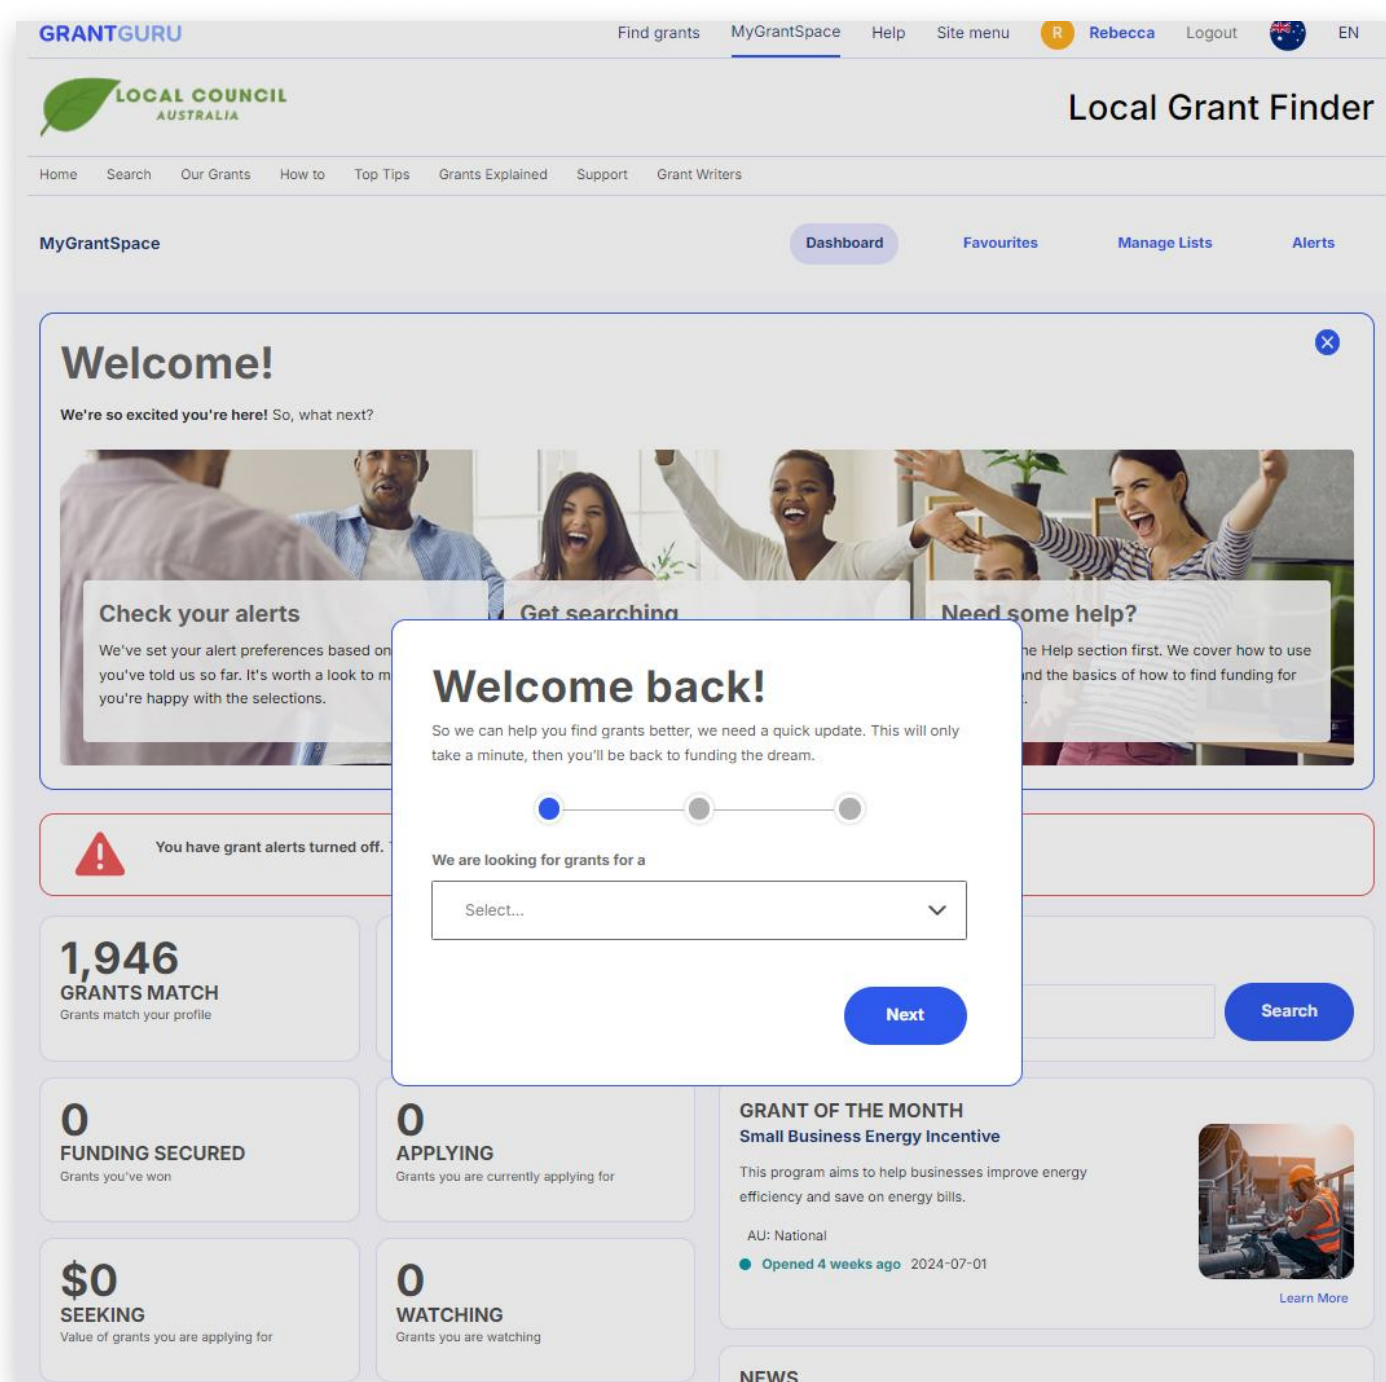 GRANTGURU
Find grants
MyGrantSpace
Help
Site menu
R
Rebecca
Logout
EN
LOCAL COUNCIL
AUSTRALIA
Local Grant Finder
Home
Search
Our Grants
How to
Top Tips
Grants Explained
Support
Grant Writers
MyGrantSpace
Dashboard
Favourites
Manage Lists
Alerts
Welcome!
We're so excited you're here! So, what next?
Check your alerts
We've set your alert preferences based on
you've told us so far. It's worth a look to m
you're happy with the selections.
Get searching
Need some help?
Help section first. We cover how to use
and the basics of how to find funding for
Welcome back!
So we can help you find grants better, we need a quick update. This will only
take a minute, then you'll be back to funding the dream.
We are looking for grants for a
Select...
Next
You have grant alerts turned off.
1,946
GRANTS MATCH
Grants match your profile
Search
0
FUNDING SECURED
Grants you've won
0
APPLYING
Grants you are currently applying for
$0
SEEKING
Value of grants you are applying for
0
WATCHING
Grants you are watching
GRANT OF THE MONTH
Small Business Energy Incentive
This program aims to help businesses improve energy
efficiency and save on energy bills.
AU: National
Opened 4 weeks ago 2024-07-01
Learn More
NEWS